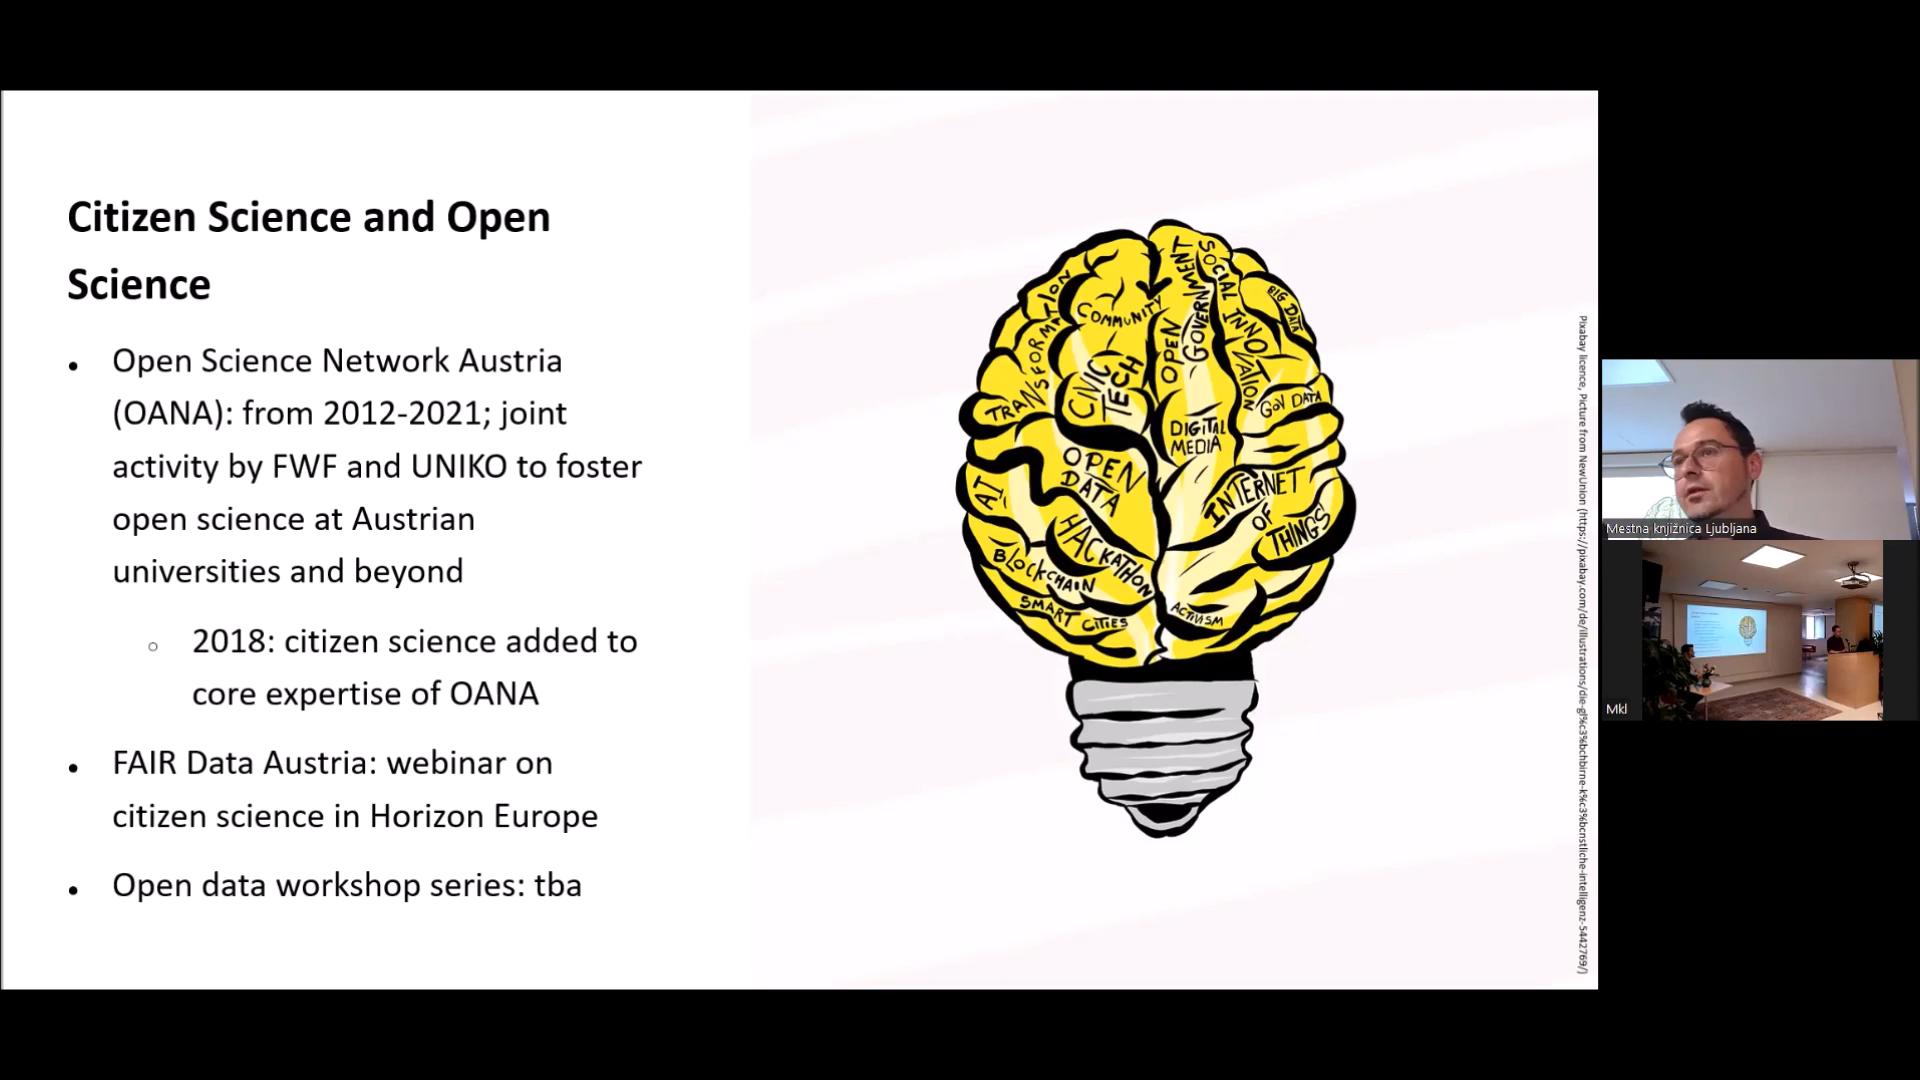 Citizen Science and Open
Science
• Open Science Network Austria
(OANA): from 2012-2021; joint
activity by FWF and UNIKO to foster
open science at Austrian
universities and beyond
○ 2018: citizen science added to
core expertise of OANA
• FAIR Data Austria: webinar on
citizen science in Horizon Europe
• Open data workshop series: tba
TRANSFORMATION
COMMUNITY
CIVIC
TECH
OPEN
GOVERNMENT
SOCIAL INNOVATION
BIG DATA
GOV DATA
DIGITAL
MEDIA
OPEN
DATA
AI
INTERNET
OF
THINGS
HACKATHON
BLOCKCHAIN
SMART CITIES
ACTIVISM
Pixabay licence, Picture from NewUnion (https://pixabay.com/de/illustrations/die-gl%c3%bchbirne-k%c3%bcnstliche-intelligenz-5442769/)
Mestna knjižnica Ljubljana
Mkl